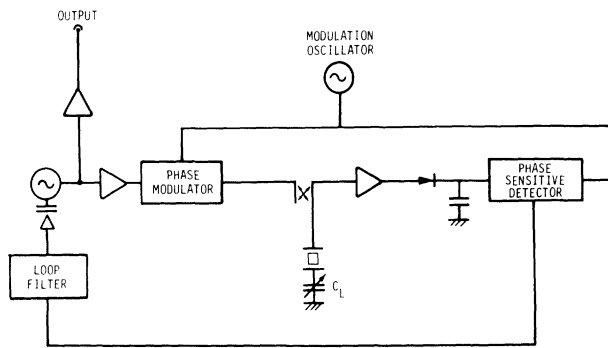 OUTPUT
MODULATION
OSCILLATOR
PHASE
MODULATOR
PHASE
SENSITIVE
DETECTOR
LOOP
FILTER
C_L